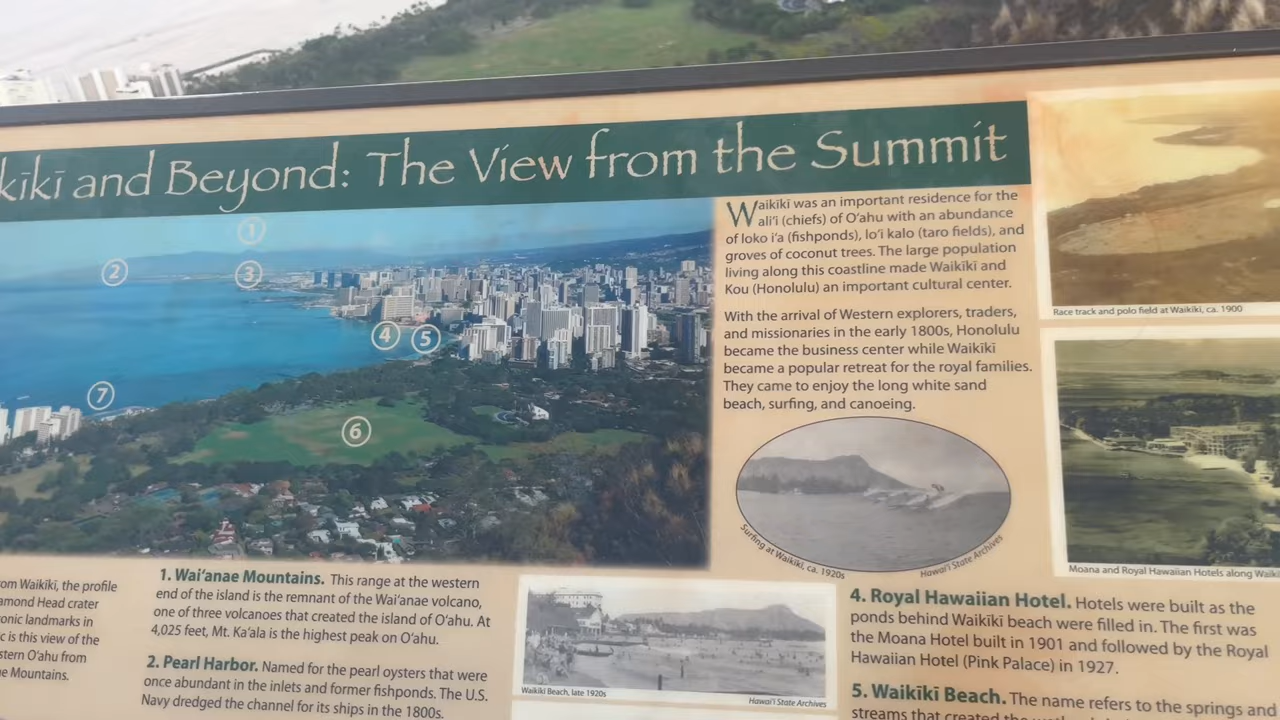 kīkī and Beyond: The View from the Summit
1
2
3
4
5
6
7
Waikīkī was an important residence for the
ali‘i (chiefs) of O‘ahu with an abundance
of loko i‘a (fishponds), lo‘i kalo (taro fields), and
groves of coconut trees. The large population
living along this coastline made Waikīkī and
Kou (Honolulu) an important cultural center.
With the arrival of Western explorers, traders,
and missionaries in the early 1800s, Honolulu
became the business center while Waikīkī
became a popular retreat for the royal families.
They came to enjoy the long white sand
beach, surfing, and canoeing.
Surfing at Waikīkī, ca. 1920s
Hawai‘i State Archives
Race track and polo field at Waikīkī, ca. 1900
Moana and Royal Hawaiian Hotels along
om Waikīkī, the profile
amond Head crater
onic landmarks in
c is this view of the
stern O‘ahu from
e Mountains.
1. Wai‘anae Mountains. This range at the western
end of the island is the remnant of the Wai‘anae volcano,
one of three volcanoes that created the island of O‘ahu. At
4,025 feet, Mt. Ka‘ala is the highest peak on O‘ahu.
2. Pearl Harbor. Named for the pearl oysters that were
once abundant in the inlets and former fishponds. The U.S.
Navy dredged the channel for its ships in the 1800s.
Waikīkī Beach, late 1920s
Hawai‘i State Archives
4. Royal Hawaiian Hotel. Hotels were built as the
ponds behind Waikīkī beach were filled in. The first was
the Moana Hotel built in 1901 and followed by the Royal
Hawaiian Hotel (Pink Palace) in 1927.
5. Waikīkī Beach. The name refers to the springs and
streams that created the